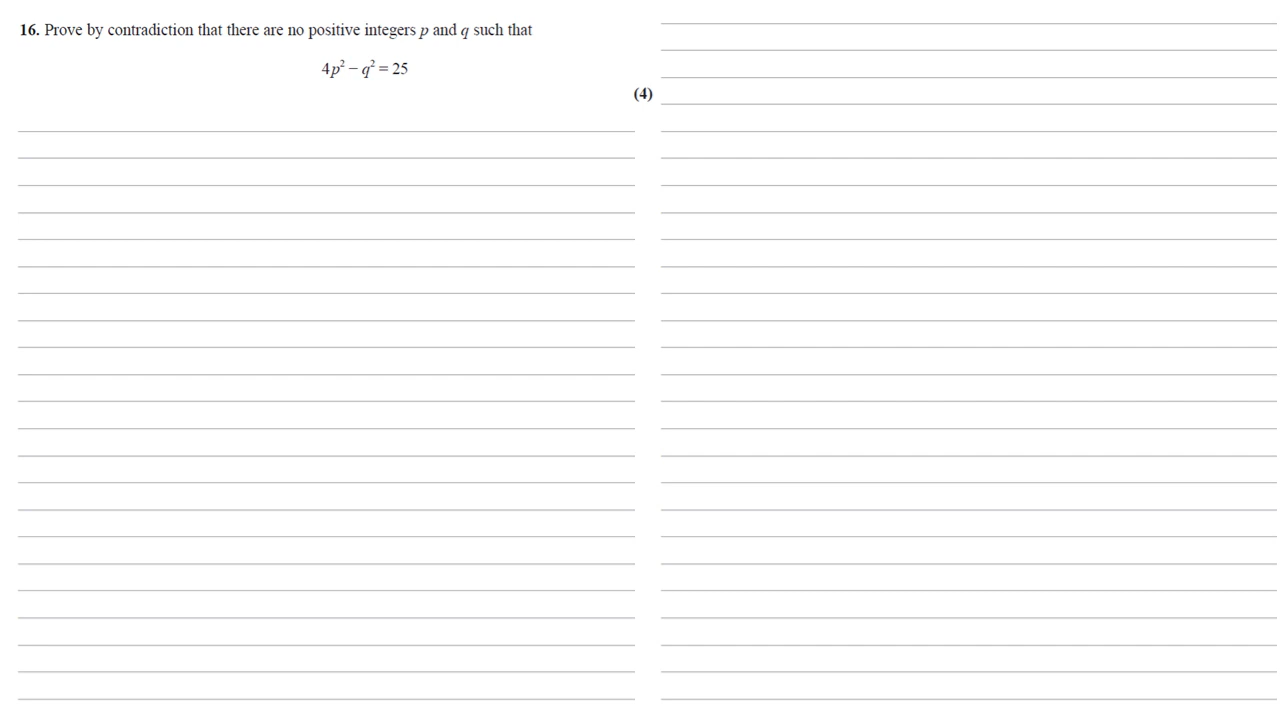 16. Prove by contradiction that there are no positive integers p and q such that
4p² – q² = 25
(4)